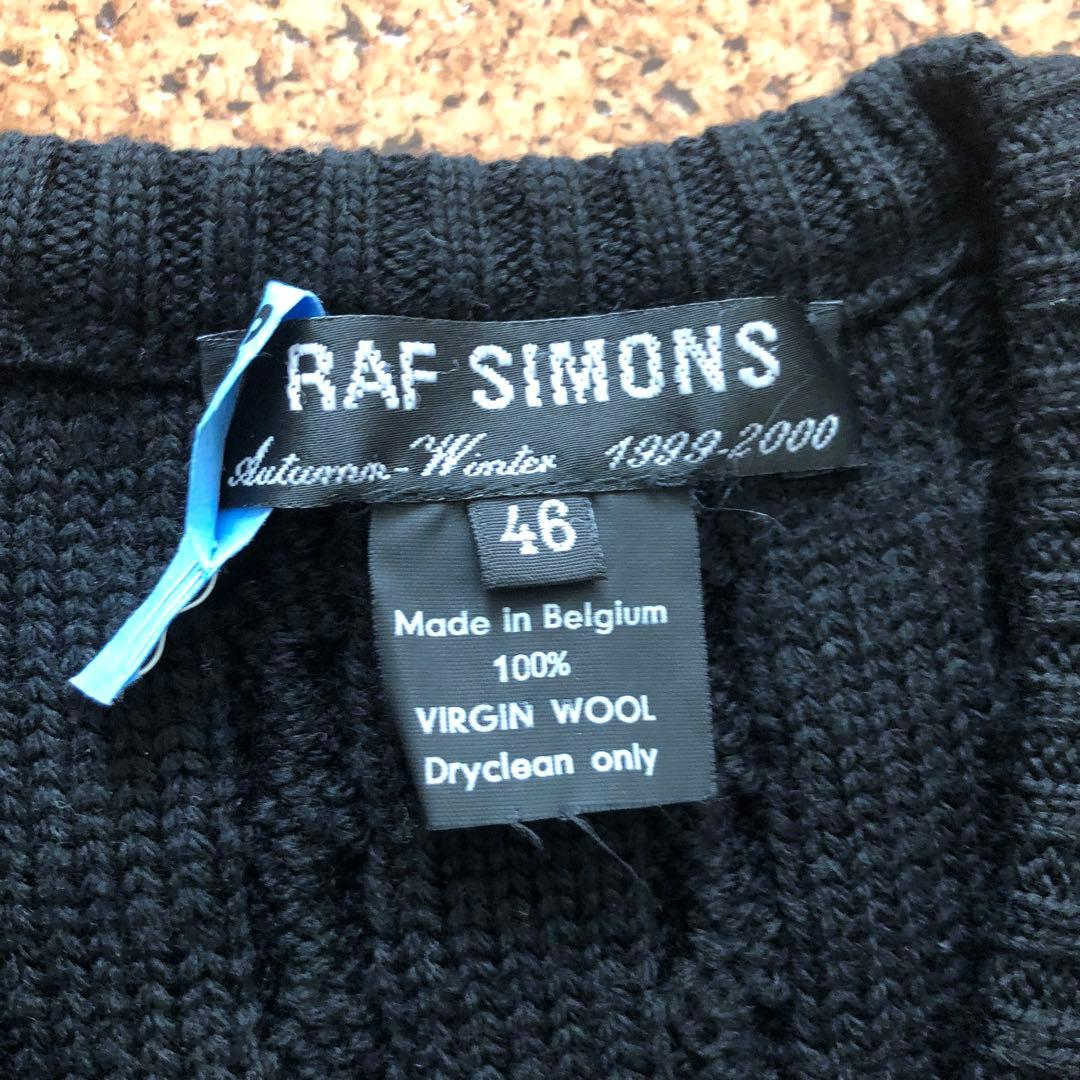 RAF SIMONS
Autumn-Winter 1999-2000
46
Made in Belgium
100%
VIRGIN WOOL
Dryclean only